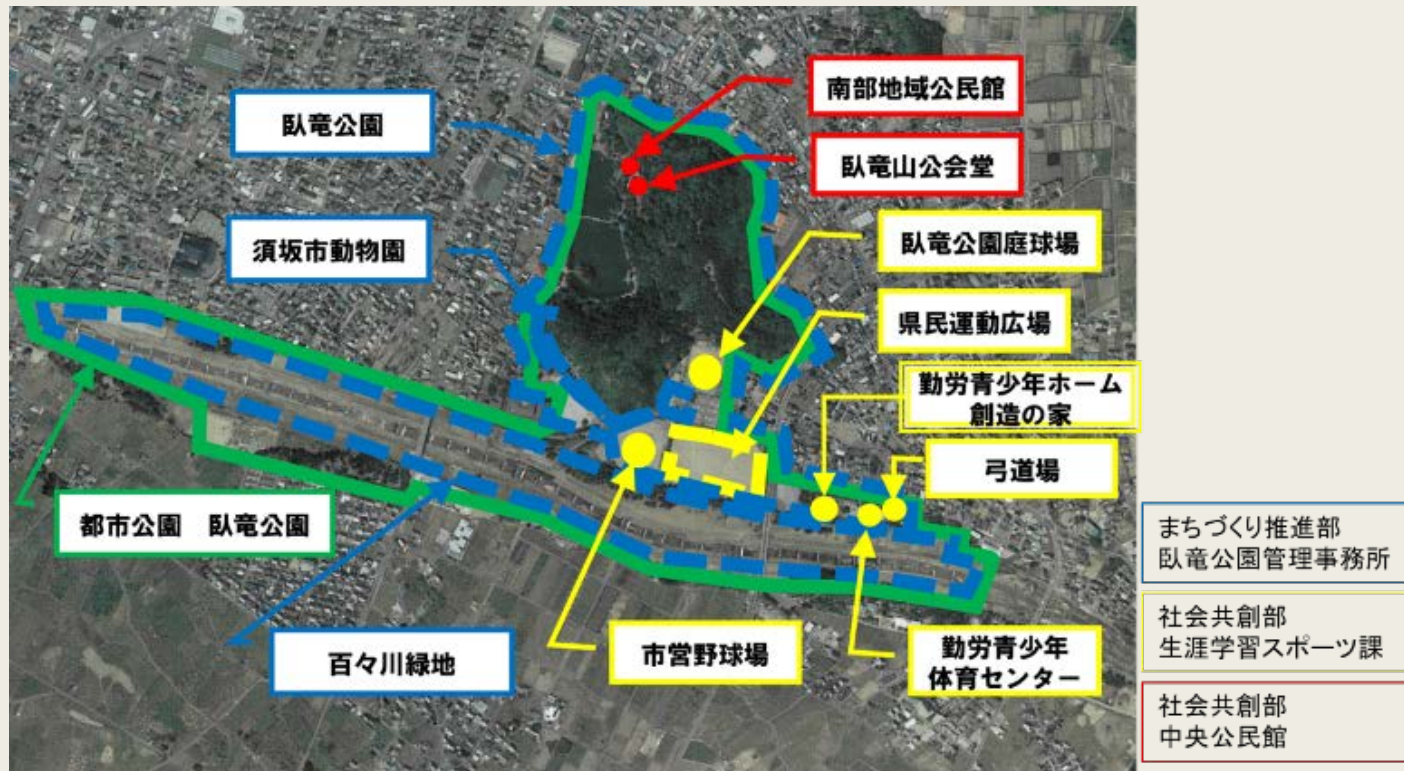 南部地域公民館
臥竜公園
臥竜山公会堂
須坂市動物園
臥竜公園庭球場
県民運動広場
勤労青少年ホーム
創造の家
弓道場
都市公園 臥竜公園
百々川緑地
市営野球場
勤労青少年
体育センター
まちづくり推進部
臥竜公園管理事務所
社会共創部
生涯学習スポーツ課
社会共創部
中央公民館